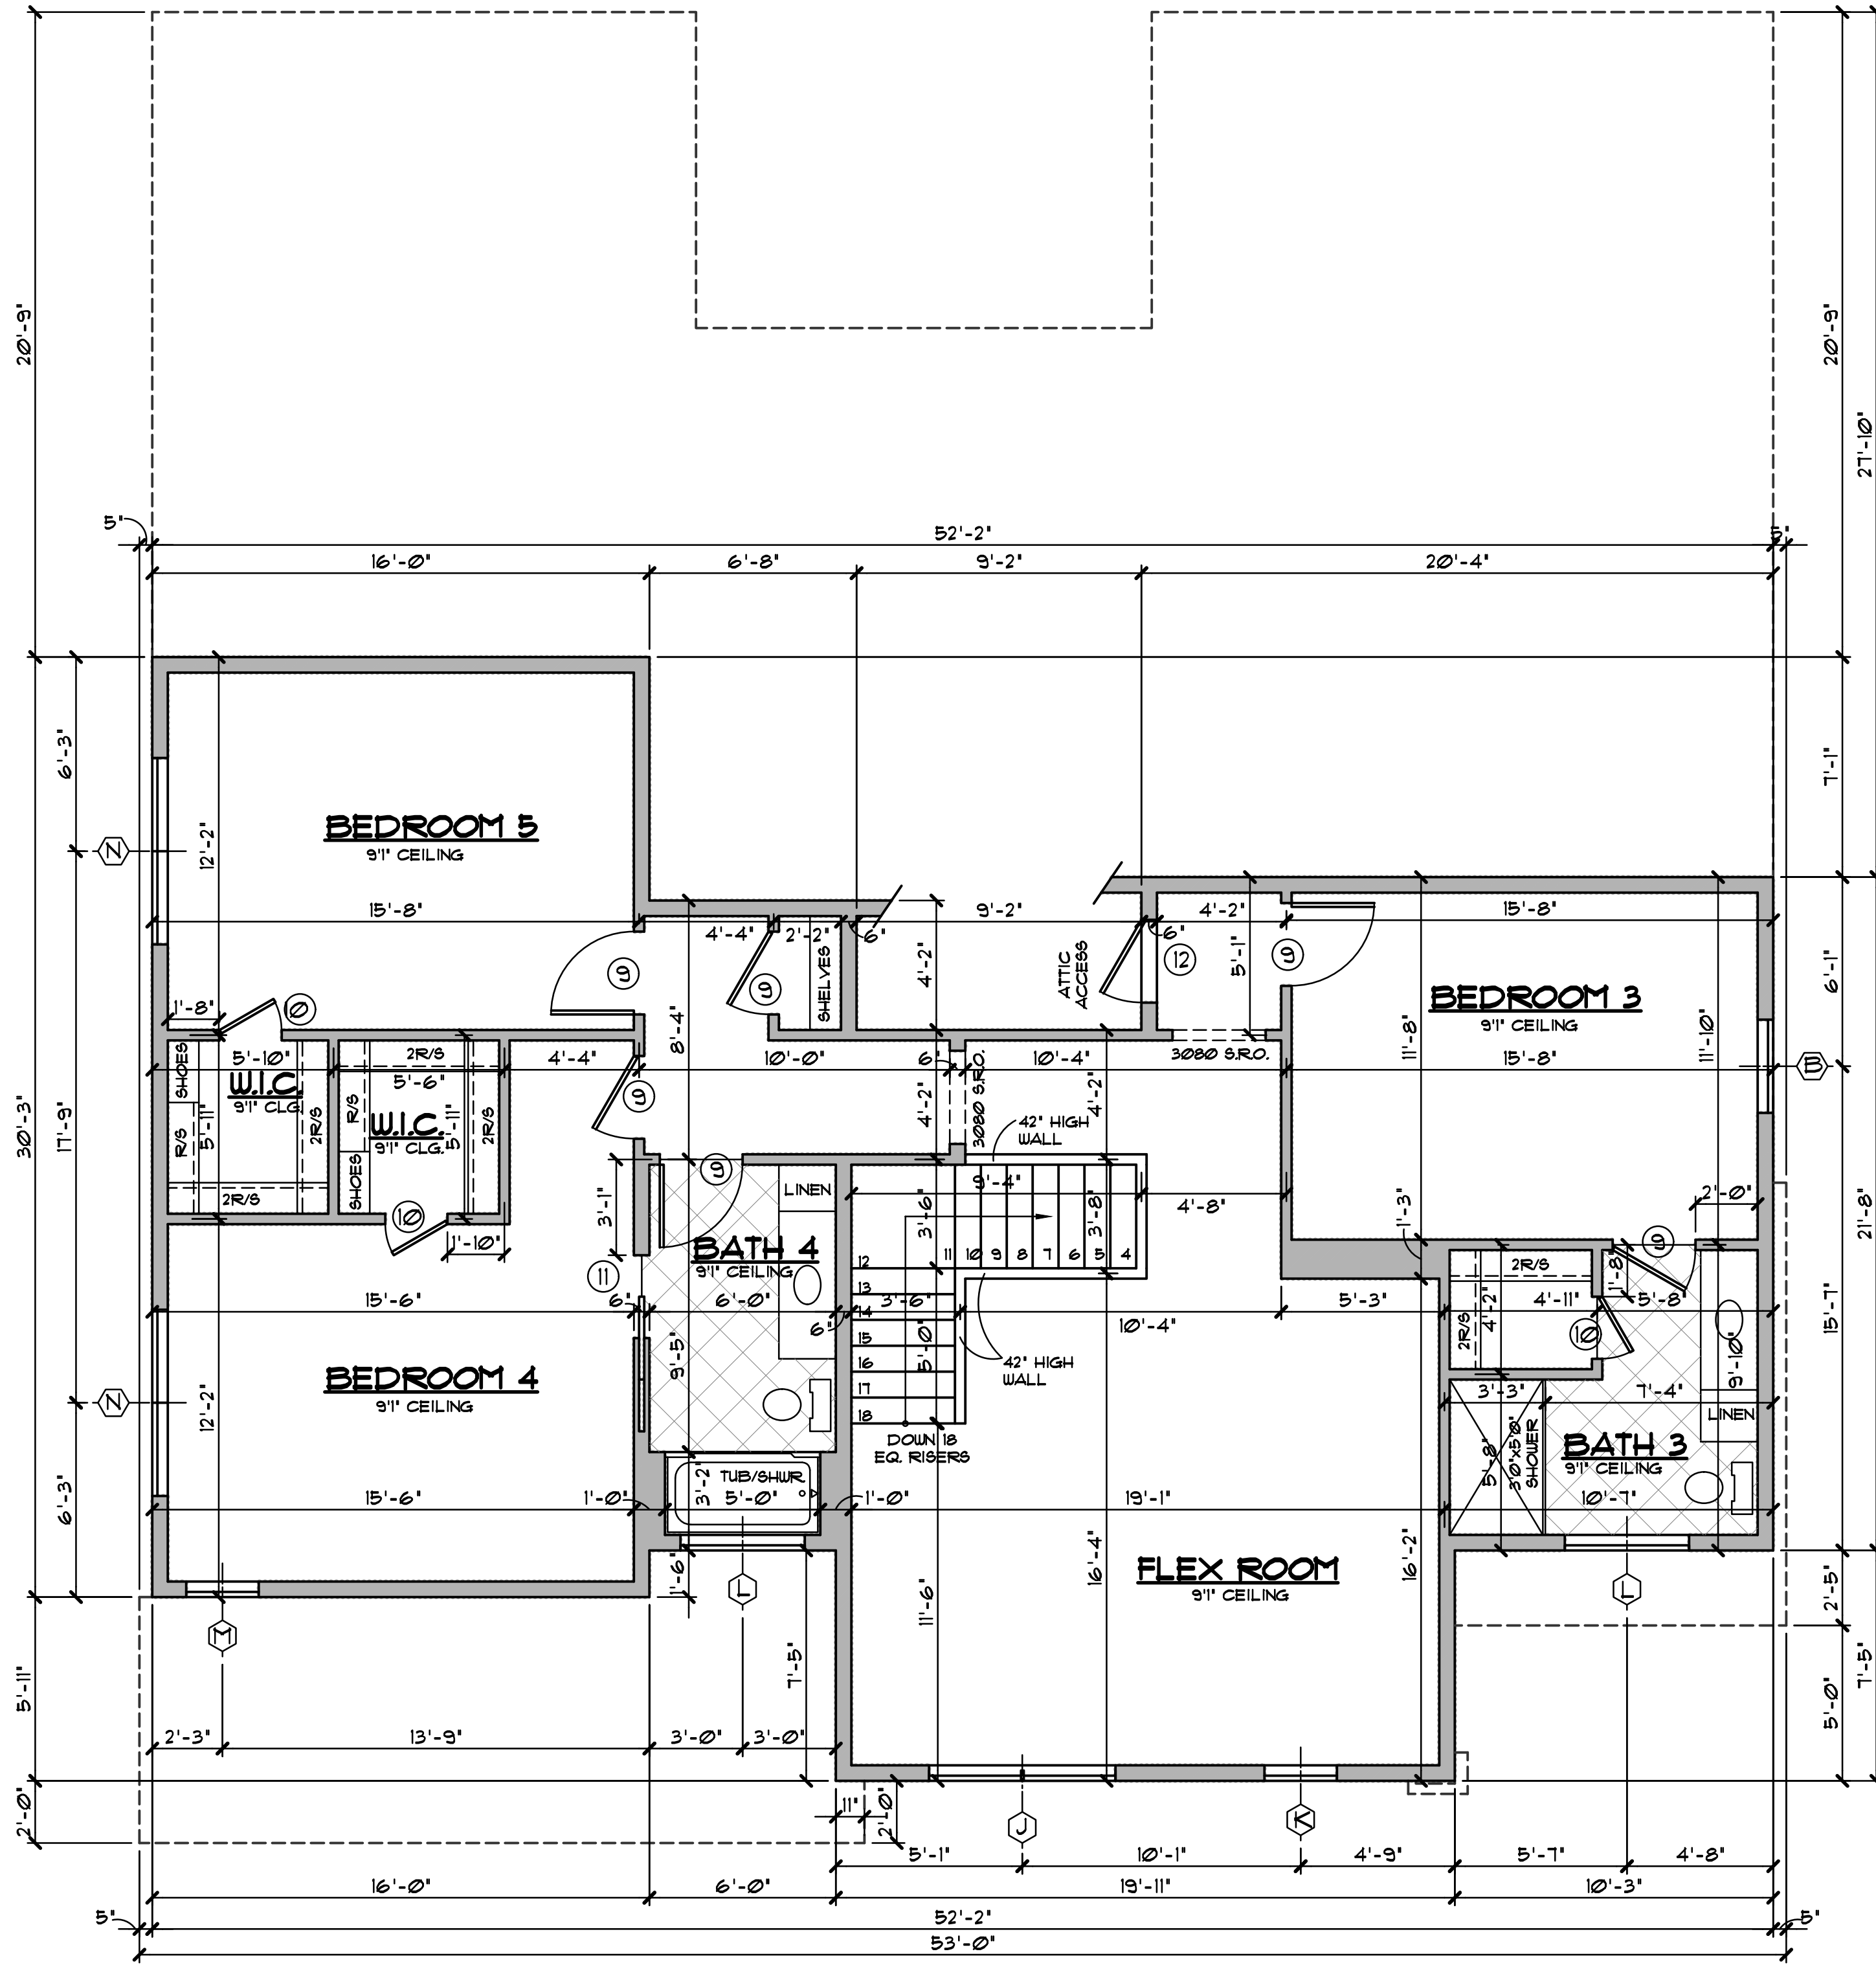 5"
52'-2"
5"
16'-0"
6'-8"
9'-2"
20'-4"
20'-9"
20'-9"
27'-10"
6'-3"
7'-1"
N
12'-2"
BEDROOM 5
9'1" CEILING
15'-8"
4'-4"
2'-2"
6"
9'-2"
6"
4'-2"
15'-8"
9
9
SHELVES
4'-2"
ATTIC
ACCESS
12
5'-1"
9
BEDROOM 3
9'1" CEILING
6'-1"
1'-8"
10
8'-4"
11'-8"
11'-10"
SHOES
5'-10"
W.I.C.
9'1" CLG.
R/S
5'-11"
2R/S
2R/S
2R/S
5'-6"
R/S
W.I.C.
9'1" CLG.
5'-11"
2R/S
SHOES
4'-4"
9
10'-0"
6"
10'-4"
3080 S.R.O.
15'-8"
B
30'-3"
17'-9"
4'-2"
3080 S.R.O.
4'-2"
42" HIGH
WALL
10
1'-10"
3'-1"
9
LINEN
9'-4"
4'-8"
1'-3"
2'-0"
21'-8"
11
BATH 4
9'1" CEILING
3'-6"
3'-8"
11
10
9
8
7
6
5
4
12
13
14
15
16
17
18
9
2R/S
1'-8"
15'-6"
6"
6'-0"
6"
3'-6"
10'-4"
5'-3"
2R/S
4'-2"
4'-11"
5'-8"
10
15'-7"
BEDROOM 4
9'1" CEILING
N
12'-2"
9'-5"
5'-0"
42" HIGH
WALL
DOWN 18
EQ. RISERS
3'-3"
7'-4"
9'-10"
LINEN
BATH 3
9'1" CEILING
5'-8"
3'0"x5'0"
SHOWER
6'-3"
15'-6"
1'-0"
3'-2"
TUB/SHWR
5'-0"
1'-0"
19'-1"
10'-7"
FLEX ROOM
9'1" CEILING
11'-6"
16'-4"
16'-2"
1'-6"
M
L
L
2'-5"
5'-11"
7'-5"
5'-0"
7'-5"
2'-3"
13'-9"
3'-0"
3'-0"
2'-0"
11"
2'-0"
J
K
5'-1"
10'-1"
4'-9"
5'-7"
4'-8"
16'-0"
6'-0"
19'-11"
10'-3"
5"
52'-2"
5"
53'-0"